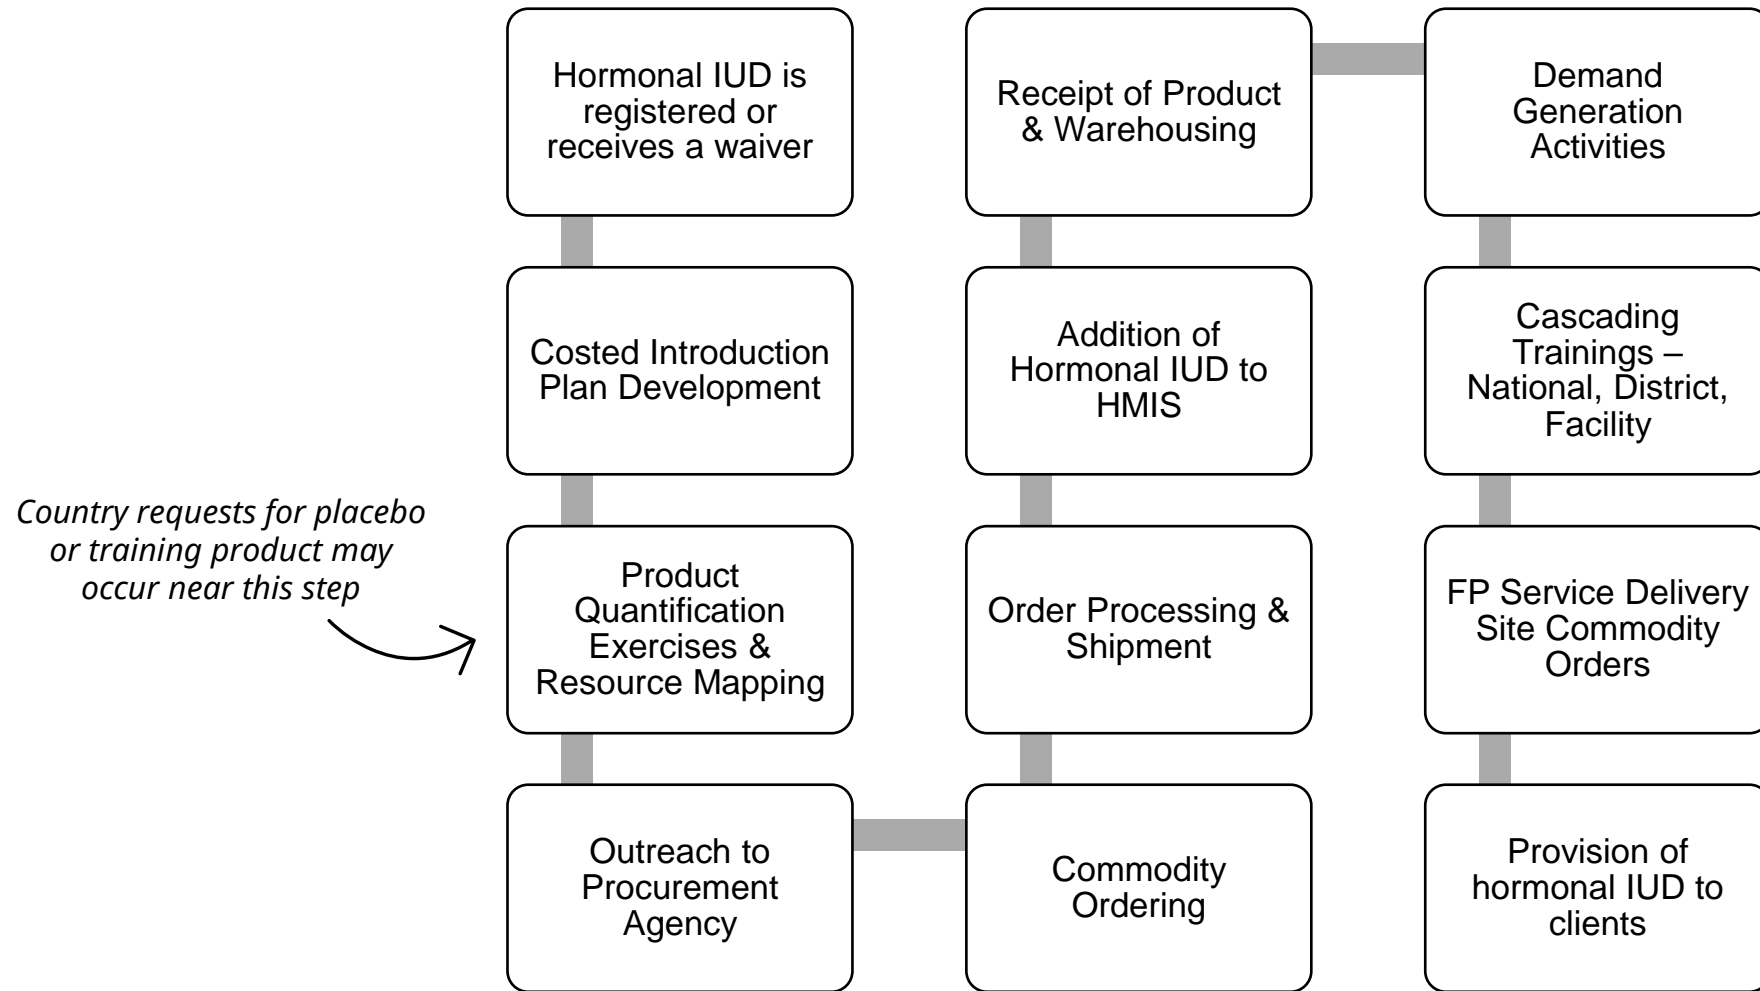 Hormonal IUD is
registered or
receives a waiver
Costed Introduction
Plan Development
Country requests for placebo
or training product may
occur near this step
Product
Quantification
Exercises &
Resource Mapping
Outreach to
Procurement
Agency
Commodity
Ordering
Order Processing &
Shipment
Addition of
Hormonal IUD to
HMIS
Receipt of Product
& Warehousing
Demand
Generation
Activities
Cascading
Trainings –
National, District,
Facility
FP Service Delivery
Site Commodity
Orders
Provision of
hormonal IUD to
clients